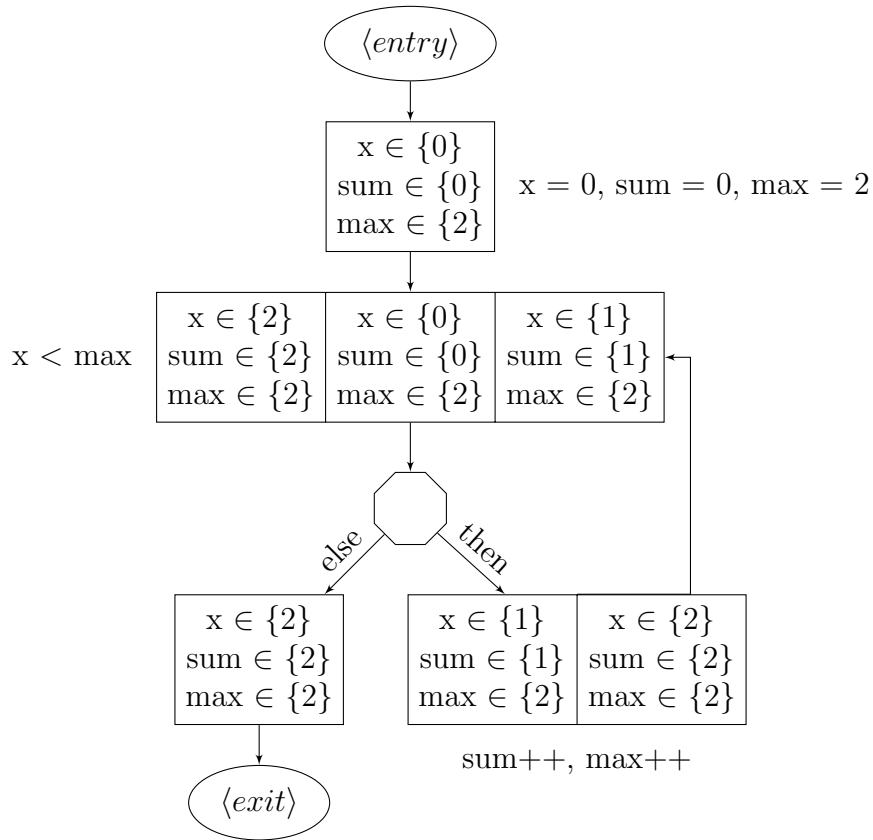 ⟨entry⟩
x ∈ {0}
sum ∈ {0}
max ∈ {2}
x = 0, sum = 0, max = 2
x < max
x ∈ {2}
sum ∈ {2}
max ∈ {2}
x ∈ {0}
sum ∈ {0}
max ∈ {2}
x ∈ {1}
sum ∈ {1}
max ∈ {2}
else
then
x ∈ {2}
sum ∈ {2}
max ∈ {2}
x ∈ {1}
sum ∈ {1}
max ∈ {2}
x ∈ {2}
sum ∈ {2}
max ∈ {2}
sum++, max++
⟨exit⟩